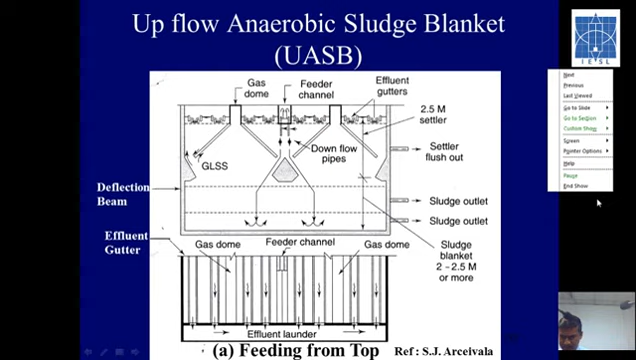 Up flow Anaerobic Sludge Blanket
(UASB)
IESL
Gas
dome
Feeder
channel
Effluent
gutters
2.5 M
settler
Down flow
pipes
GLSS
Settler
flush out
Deflection
Beam
Sludge outlet
Sludge outlet
Effluent
Gutter
Gas dome
Feeder channel
Gas dome
Sludge
blanket
2 - 2.5 M
or more
Effluent launder
(a) Feeding from Top
Ref : S.J. Arceivala
Next
Previous
Last Viewed
Go to Slide
Go to Section
Custom Show
Screen
Pointer Options
Help
Pause
End Show